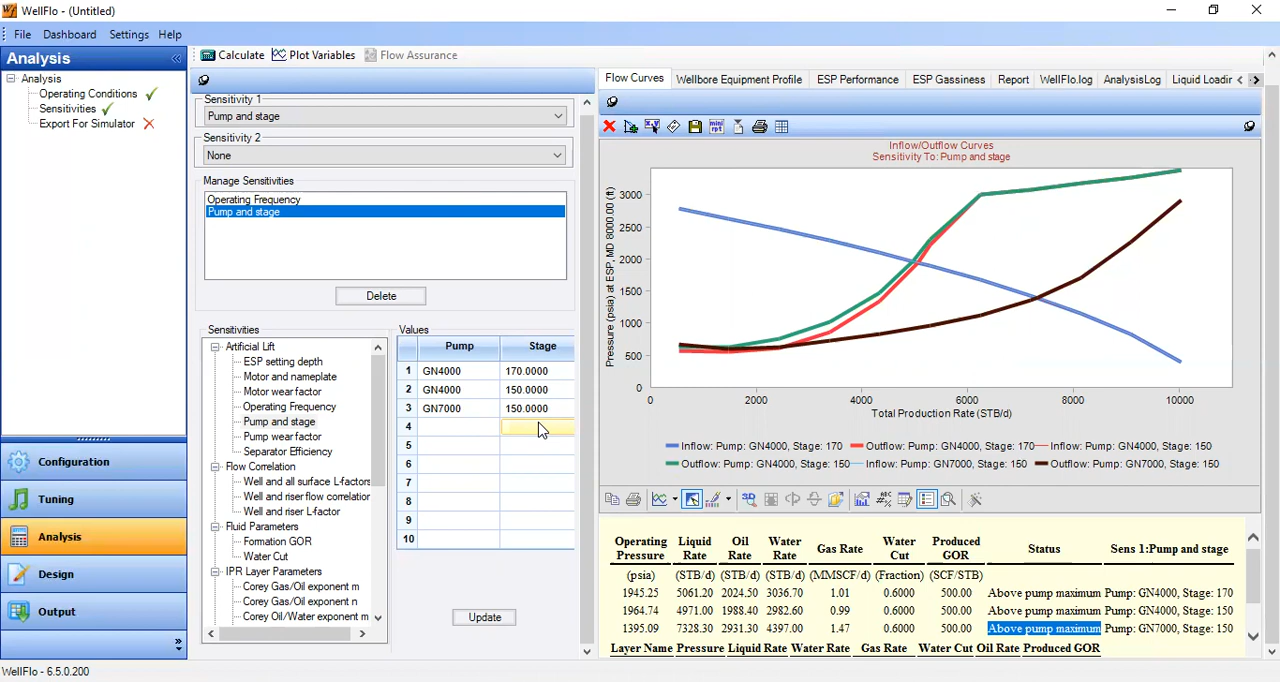 WellFlo - (Untitled)
File Dashboard Settings Help
Analysis
Analysis
Operating Conditions
Sensitivities
Export For Simulator
Configuration
Tuning
Analysis
Design
Output
WellFlo - 6.5.0.200
Calculate Plot Variables Flow Assurance
Sensitivity 1
Pump and stage
Sensitivity 2
None
Manage Sensitivities
Operating Frequency
Pump and stage
Delete
Sensitivities
Artificial Lift
ESP setting depth
Motor and nameplate
Motor wear factor
Operating Frequency
Pump and stage
Pump wear factor
Separator Efficiency
Flow Correlation
Well and all surface L-factors
Well and riser flow correlation
Well and riser L-factor
Fluid Parameters
Formation GOR
Water Cut
IPR Layer Parameters
Corey Gas/Oil exponent m
Corey Gas/Oil exponent n
Corey Oil/Water exponent m
Values
Pump Stage
1 GN4000 170.0000
2 GN4000 150.0000
3 GN7000 150.0000
4
5
6
7
8
9
10
Update
Flow Curves Wellbore Equipment Profile ESP Performance ESP Gassiness Report WellFlo.log AnalysisLog Liquid Loadin
mini
rpt
Inflow/Outflow Curves
Sensitivity To: Pump and stage
Pressure (psia) at ESP, MD 8000.00 (ft)
3000
2500
2000
1500
1000
500
0
0 2000 4000 6000 8000 10000
Total Production Rate (STB/d)
Inflow: Pump: GN4000, Stage: 170 Outflow: Pump: GN4000, Stage: 170 Inflow: Pump: GN4000, Stage: 150
Outflow: Pump: GN4000, Stage: 150 Inflow: Pump: GN7000, Stage: 150 Outflow: Pump: GN7000, Stage: 150
3D
Operating Pressure Liquid Rate Oil Rate Water Rate Gas Rate Water Cut Produced GOR Status Sens 1:Pump and stage
(psia) (STB/d) (STB/d) (STB/d) (MMSCF/d) (Fraction) (SCF/STB)
1945.25 5061.20 2024.50 3036.70 1.01 0.6000 500.00 Above pump maximum Pump: GN4000, Stage: 170
1964.74 4971.00 1988.40 2982.60 0.99 0.6000 500.00 Above pump maximum Pump: GN4000, Stage: 150
1395.09 7328.30 2931.30 4397.00 1.47 0.6000 500.00 Above pump maximum Pump: GN7000, Stage: 150
Layer Name Pressure Liquid Rate Water Rate Gas Rate Water Cut Oil Rate Produced GOR